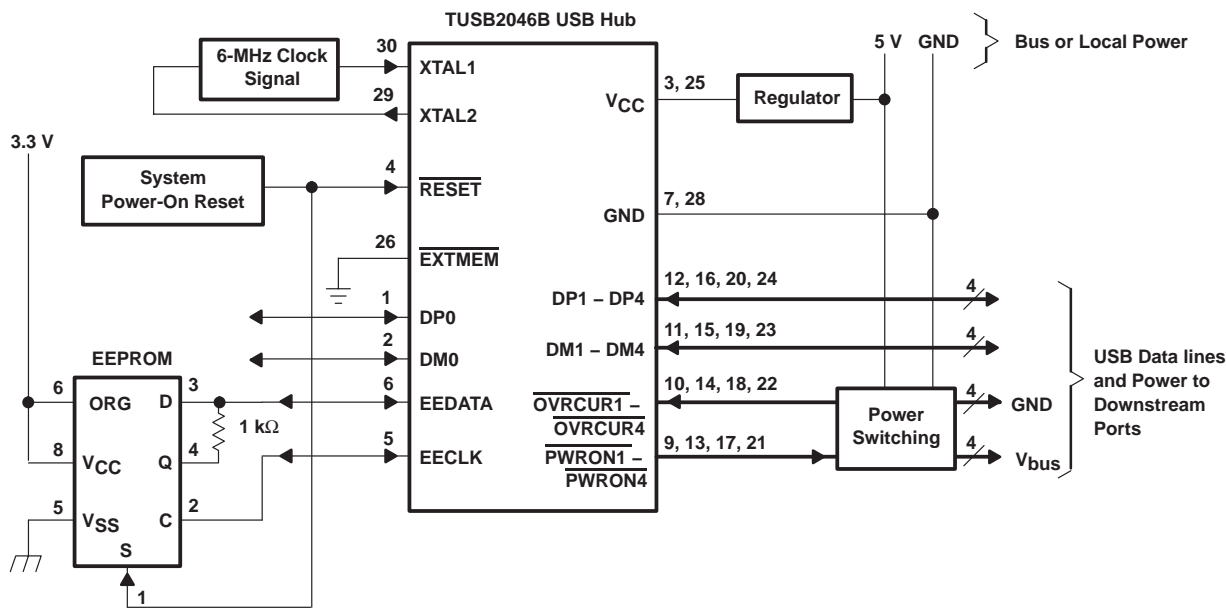 TUSB2046B USB Hub
6-MHz Clock
Signal
30
XTAL1
29
XTAL2
3.3 V
System
Power-On Reset
4
RESET
26
EXTMEM
1
DP0
2
DM0
EEPROM
6
ORG
D
3
6
EEDATA
1 kΩ
8
VCC
Q
4
5
EECLK
5
VSS
C
2
S
1
5 V GND
Bus or Local Power
VCC
3, 25
Regulator
GND
7, 28
DP1 – DP4
12, 16, 20, 24
4
DM1 – DM4
11, 15, 19, 23
4
OVRCUR1 –
OVRCUR4
10, 14, 18, 22
PWRON1 –
PWRON4
9, 13, 17, 21
Power
Switching
4
GND
4
Vbus
USB Data lines
and Power to
Downstream
Ports